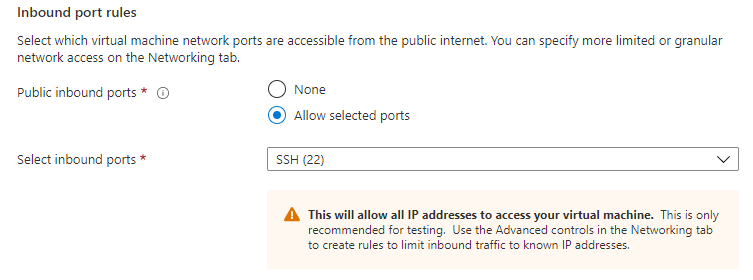 Inbound port rules
Select which virtual machine network ports are accessible from the public internet. You can specify more limited or granular
network access on the Networking tab.
Public inbound ports *
None
Allow selected ports
Select inbound ports *
SSH (22)
This will allow all IP addresses to access your virtual machine. This is only
recommended for testing. Use the Advanced controls in the Networking tab
to create rules to limit inbound traffic to known IP addresses.